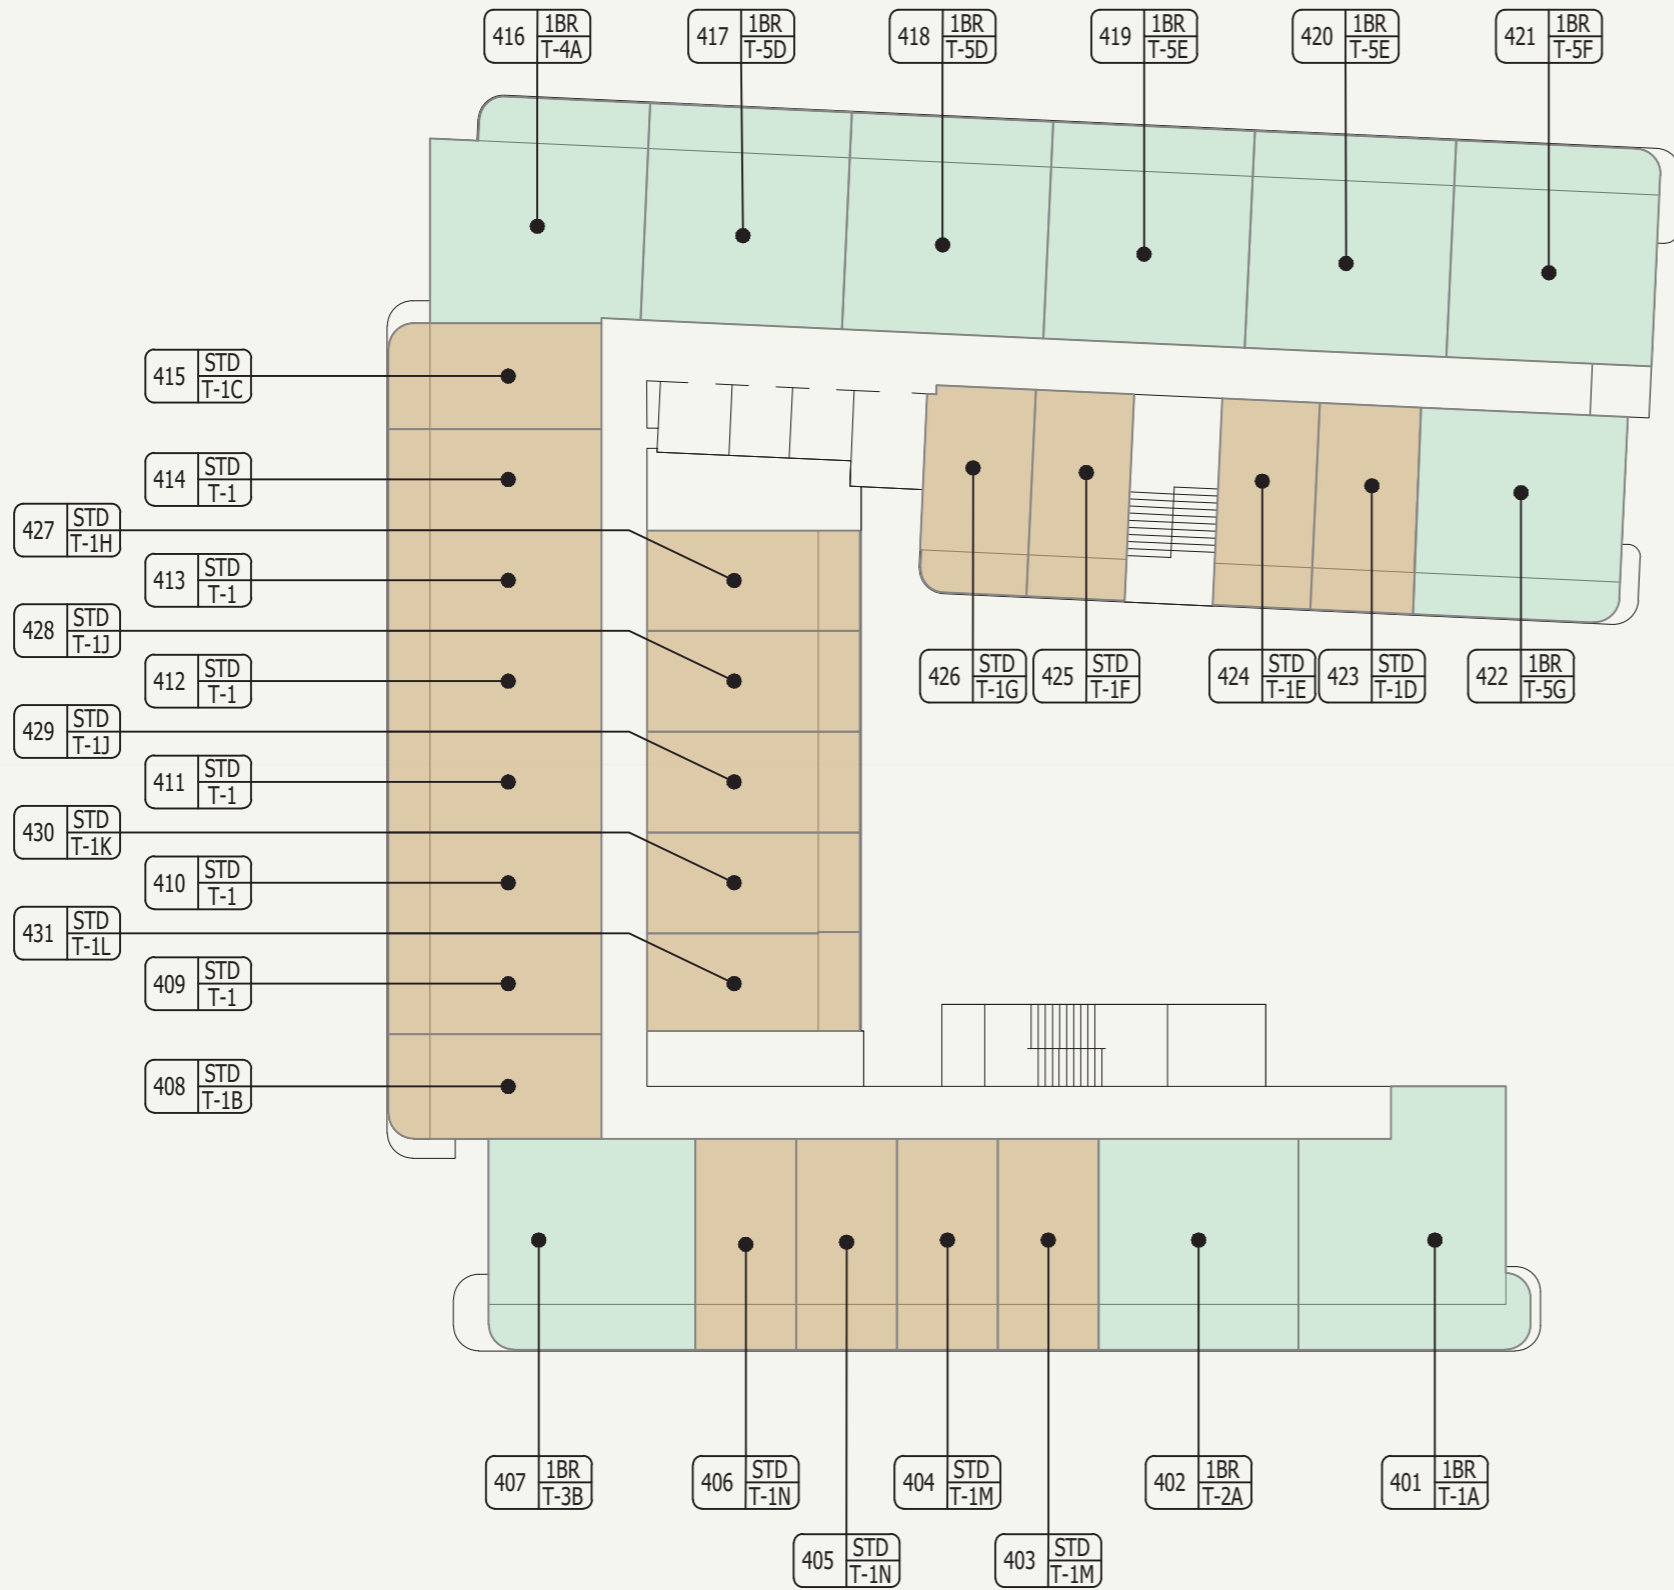 416 1BR T-4A
417 1BR T-5D
418 1BR T-5D
419 1BR T-5E
420 1BR T-5E
421 1BR T-5F
415 STD T-1C
414 STD T-1
427 STD T-1H
413 STD T-1
428 STD T-1J
412 STD T-1
429 STD T-1J
411 STD T-1
430 STD T-1K
410 STD T-1
431 STD T-1L
409 STD T-1
408 STD T-1B
426 STD T-1G
425 STD T-1F
424 STD T-1E
423 STD T-1D
422 1BR T-5G
407 1BR T-3B
406 STD T-1N
405 STD T-1N
404 STD T-1M
403 STD T-1M
402 1BR T-2A
401 1BR T-1A